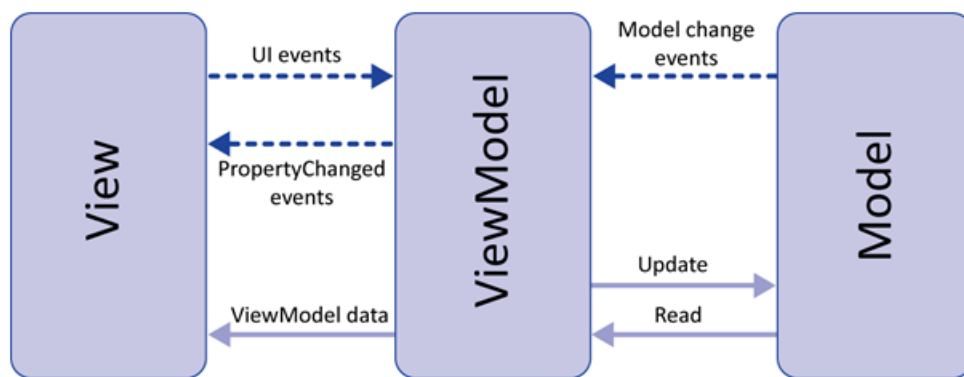 View
UI events
PropertyChanged
events
ViewModel data
ViewModel
Model change
events
Update
Read
Model